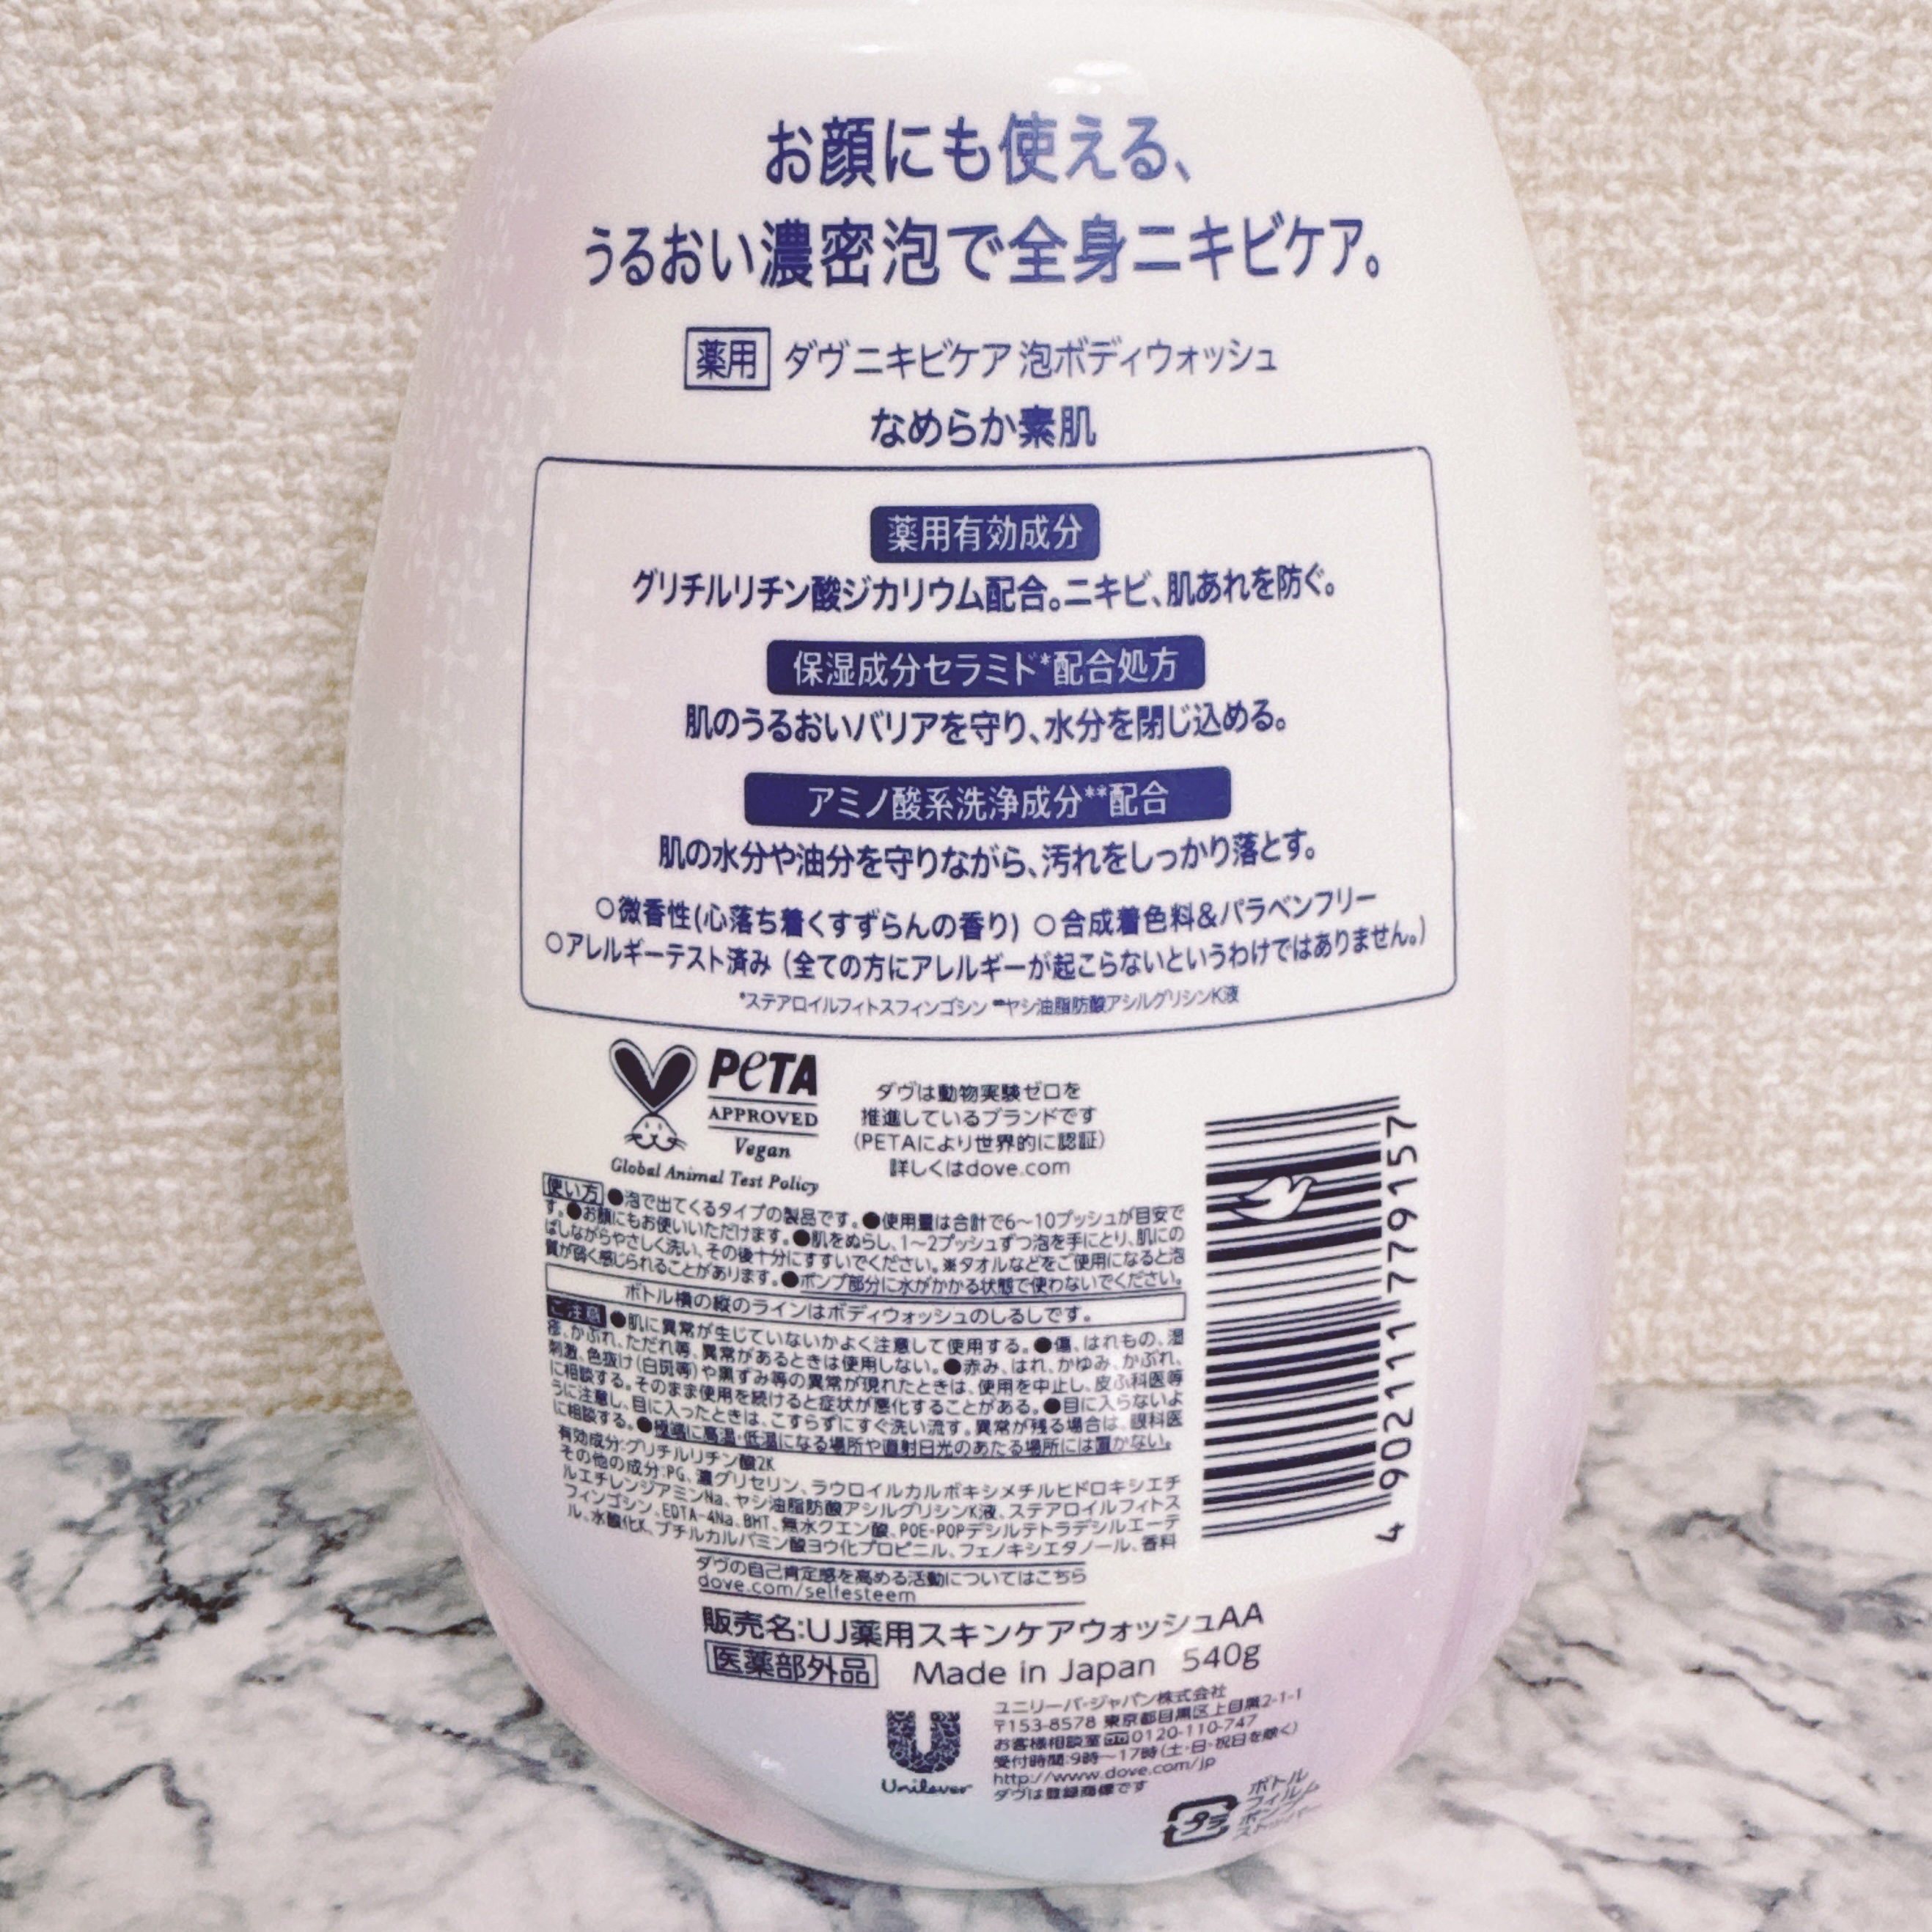 お顔にも使える、
うるおい濃密泡で全身ニキビケア。
薬用 ダヴ ニキビケア 泡ボディウォッシュ
なめらか素肌
薬用有効成分
グリチルリチン酸ジカリウム配合。ニキビ、肌あれを防ぐ。
保湿成分セラミド*配合処方
肌のうるおいバリアを守り、水分を閉じ込める。
アミノ酸系洗浄成分**配合
肌の水分や油分を守りながら、汚れをしっかり落とす。
○微香性(心落ち着くすずらんの香り) ○合成着色料&パラベンフリー
○アレルギーテスト済み (全ての方にアレルギーが起こらないというわけではありません。)
*ステアロイルフィトスフィンゴシン **ヤシ油脂肪酸アシルグリシンK液
PETA
APPROVED
Vegan
Global Animal Test Policy
ダヴは動物実験ゼロを
推進しているブランドです
(PETAにより世界的に認証)
詳しくはdove.com
使い方 ●泡で出てくるタイプの製品です。●使用量は合計で6〜10プッシュが目安で
す。●お顔にもお使いいただけます。●肌をぬらし、1〜2プッシュずつ泡を手にとり、肌にの
ばしながらやさしく洗い、その後十分にすすいでください。※タオルなどをご使用になると泡
質が弱く感じられることがあります。●ポンプ部分に水がかかる状態で使わないでください。
ボトル横の縦のラインはボディウォッシュのしるしです。
ご注意 ●肌に異常が生じていないかよく注意して使用する。●傷、はれもの、湿
疹、かぶれ、ただれ等、異常があるときは使用しない。●赤み、はれ、かゆみ、かぶれ、
刺激、色抜け(白斑等)や黒ずみ等の異常が現れたときは、使用を中止し、皮ふ科医等
に相談する。そのまま使用を続けると症状が悪化することがある。●目に入らないよ
うに注意し、目に入ったときは、こすらずにすぐ洗い流す。異常が残る場合は、眼科医
に相談する。●極端に高温・低温になる場所や直射日光のあたる場所には置かない。
有効成分:グリチルリチン酸2K
その他の成分:PG、濃グリセリン、ラウロイルカルボキシメチルヒドロキシエチ
ルエチレンジアミンNa、ヤシ油脂肪酸アシルグリシンK液、ステアロイルフィトス
フィンゴシン、EDTA-4Na、BHT、無水クエン酸、POE・POPデシルテトラデシルエーテ
ル、水酸化K、ブチルカルバミン酸ヨウ化プロピニル、フェノキシエタノール、香料
4 902111 779157
ダヴの自己肯定感を高める活動についてはこちら
dove.com/selfesteem
販売名:UJ薬用スキンケアウォッシュAA
医薬部外品 Made in Japan 540g
Unilever
ユニリーバ・ジャパン株式会社
〒153-8578 東京都目黒区上目黒2-1-1
お客様相談室 0120-110-747
受付時間:9時〜17時(土・日・祝日を除く)
http://www.dove.com/jp
ダヴは登録商標です
プラ
ボトル
フィルム
ポンプ
ストッパー